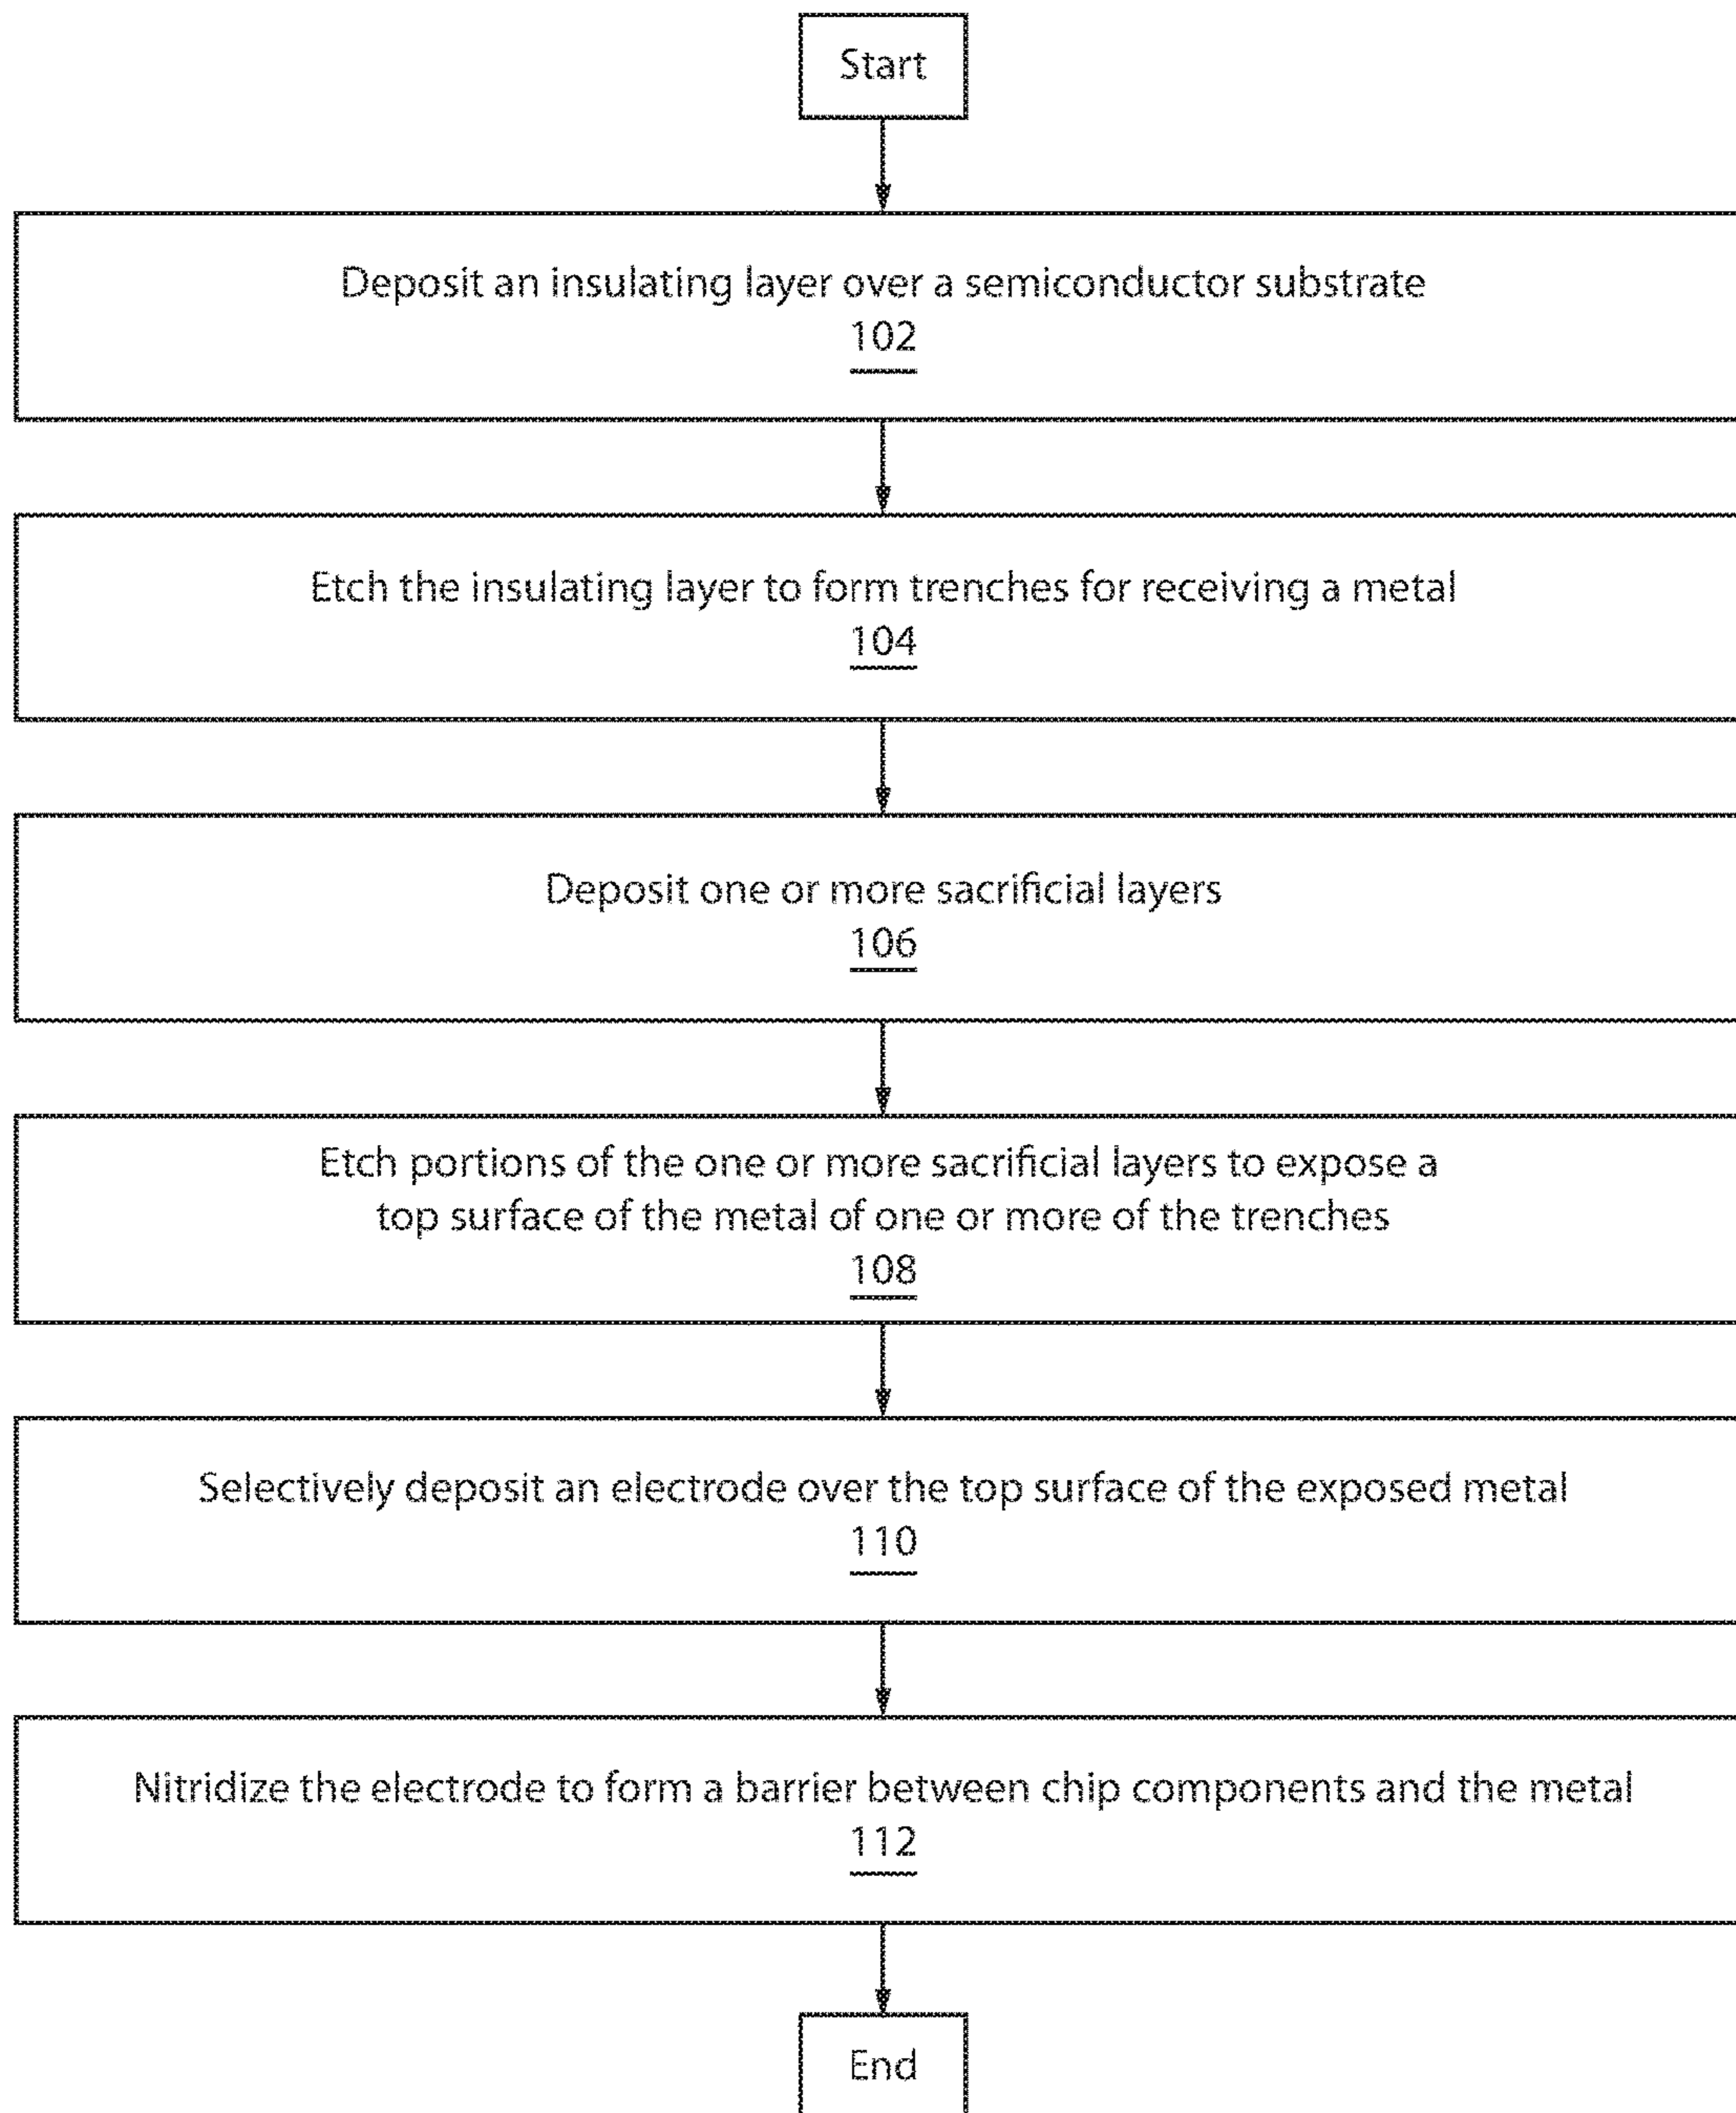 Start
Deposit an insulating layer over a semiconductor substrate
102
Etch the insulating layer to form trenches for receiving a metal
104
Deposit one or more sacrificial layers
106
Etch portions of the one or more sacrificial layers to expose a
top surface of the metal of one or more of the trenches
108
Selectively deposit an electrode over the top surface of the exposed metal
110
Nitridize the electrode to form a barrier between chip components and the metal
112
End